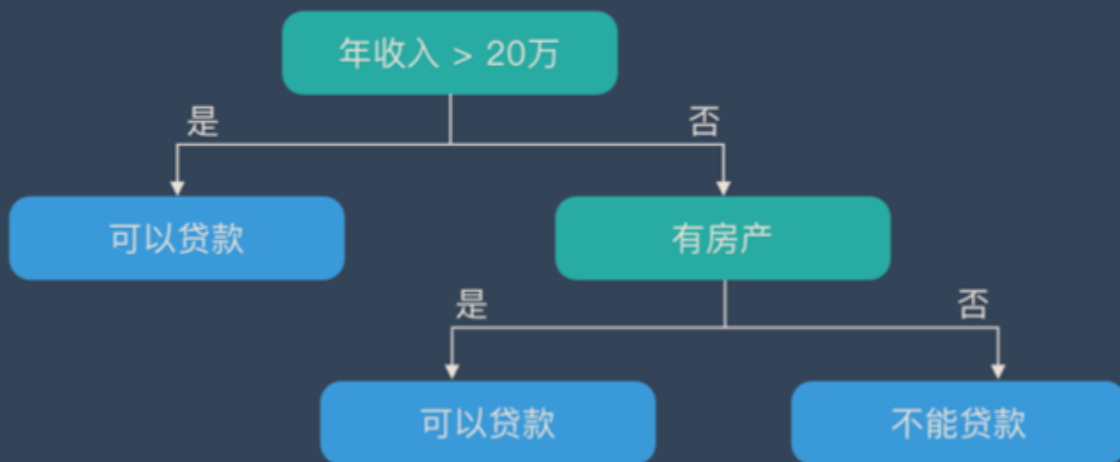 年收入 > 20万
是
否
可以贷款
有房产
是
否
可以贷款
不能贷款